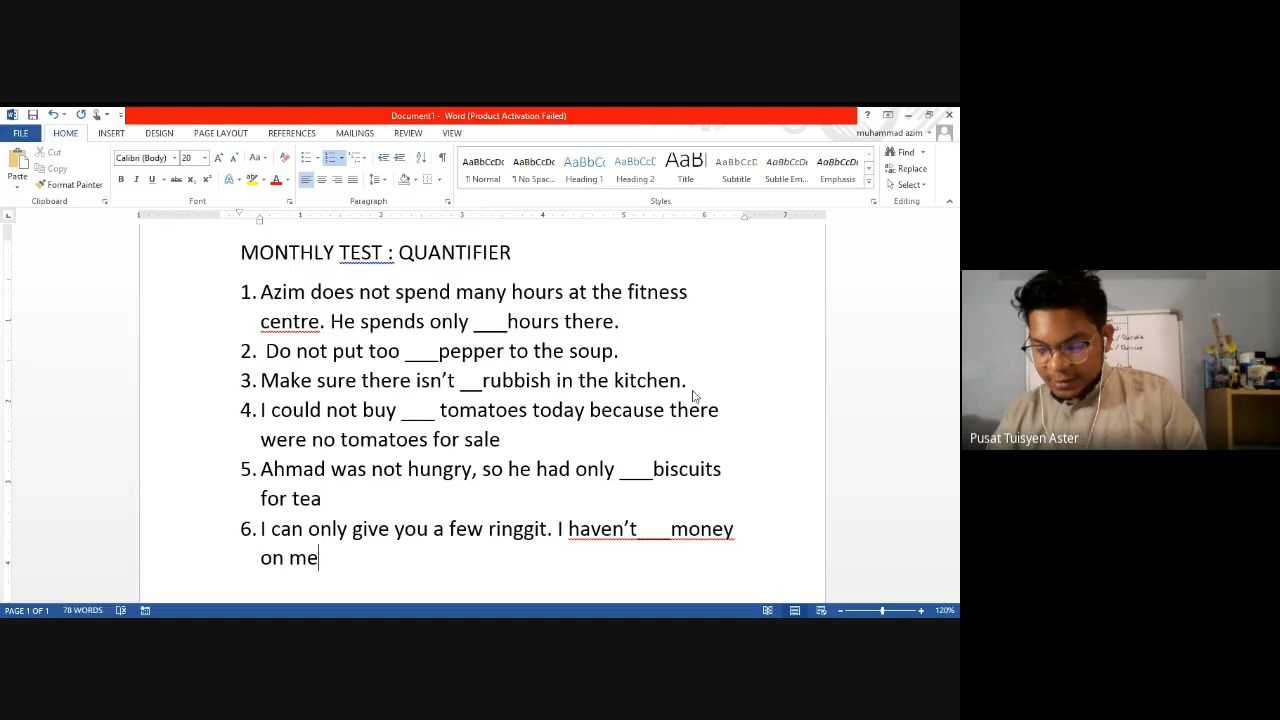 Document1 - Word (Product Activation Failed)
FILE HOME INSERT DESIGN PAGE LAYOUT REFERENCES MAILINGS REVIEW VIEW muhammad azim
Paste Cut Copy Format Painter
Calibri (Body) 20
AaBbCcDc AaBbCcDc AaBbCc AaBbCcC AaBl AaBbCcD AaBbCcDc AaBbCcDc
¶ Normal ¶ No Spac... Heading 1 Heading 2 Title Subtitle Subtle Em... Emphasis
Find Replace Select
Clipboard Font Paragraph Styles Editing
MONTHLY TEST : QUANTIFIER
1. Azim does not spend many hours at the fitness
centre. He spends only ___hours there.
2. Do not put too ___pepper to the soup.
3. Make sure there isn’t __rubbish in the kitchen.
4. I could not buy ___ tomatoes today because there
were no tomatoes for sale
5. Ahmad was not hungry, so he had only ___biscuits
for tea
6. I can only give you a few ringgit. I haven’t___money
on me
PAGE 1 OF 1 78 WORDS 120%
Pusat Tuisyen Aster